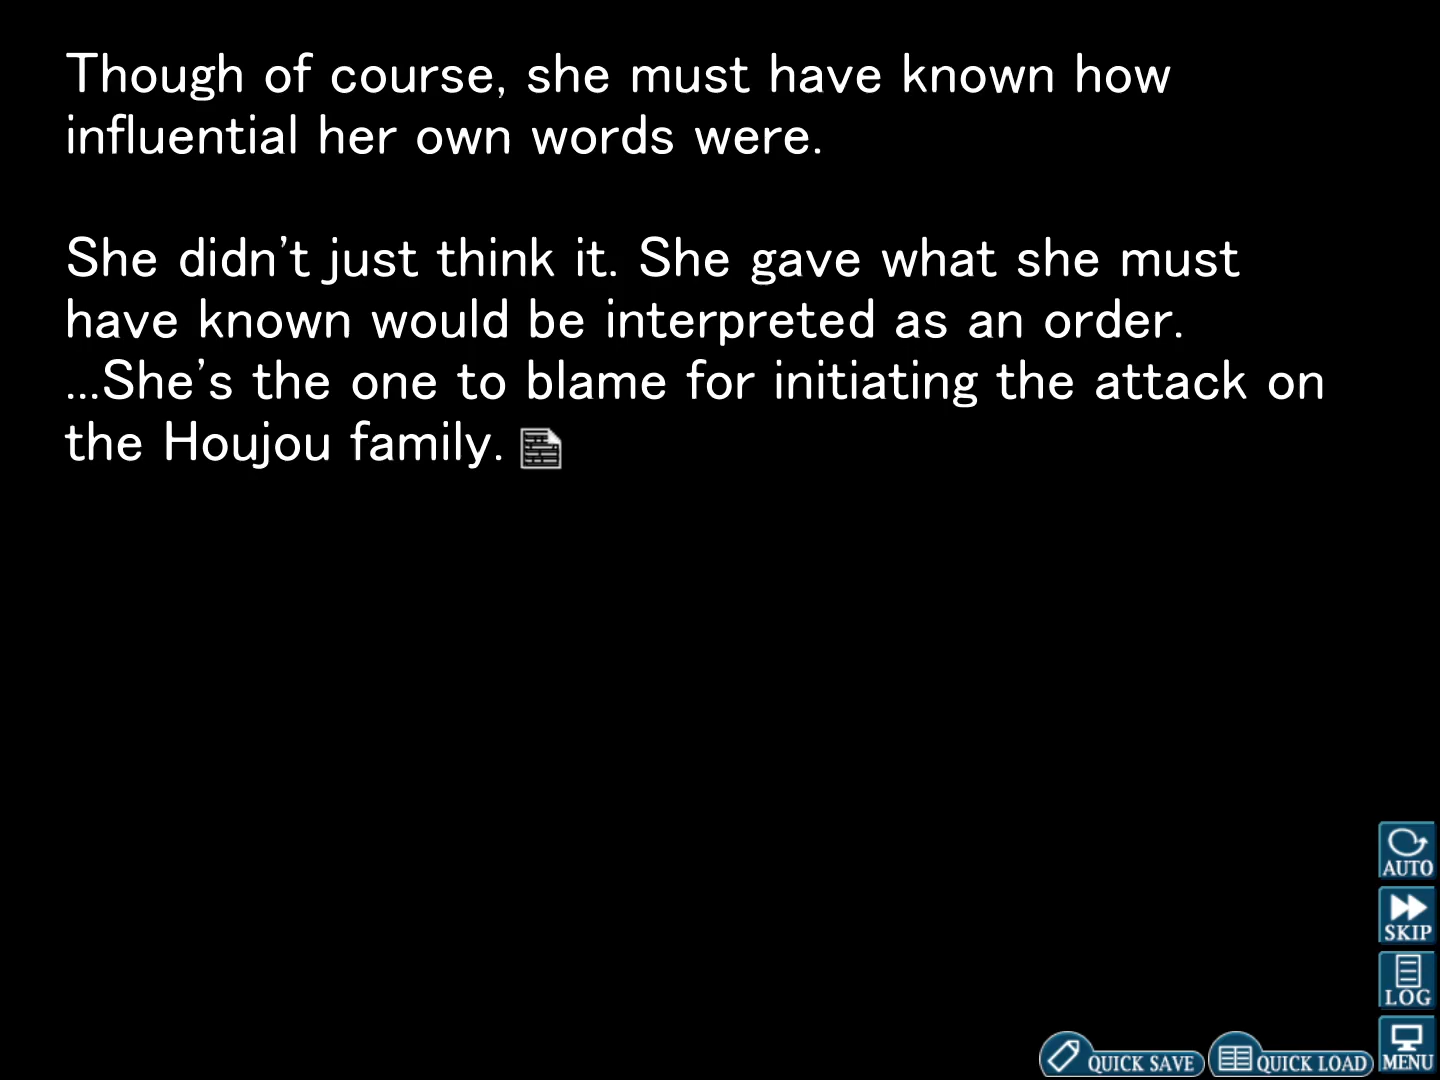 Though of course, she must have known how
influential her own words were.
She didn't just think it. She gave what she must
have known would be interpreted as an order.
...She's the one to blame for initiating the attack on
the Houjou family.
AUTO
SKIP
LOG
QUICK SAVE
QUICK LOAD
MENU